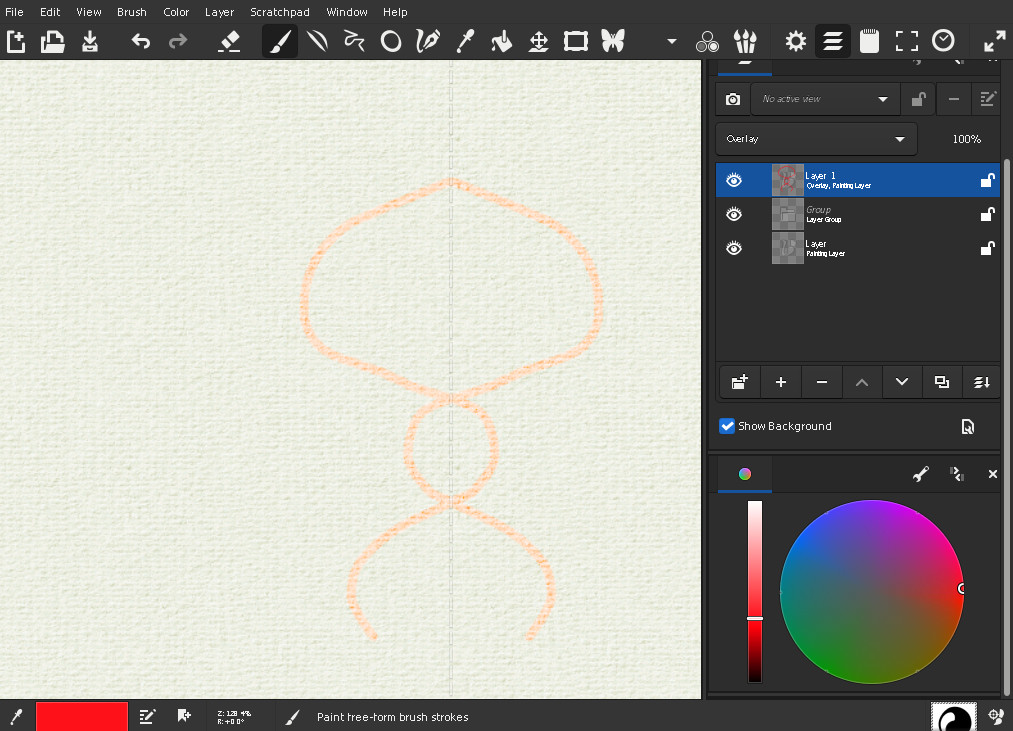 File Edit View Brush Color Layer Scratchpad Window Help
No active view
Overlay 100%
Layer 1
Overlay, Painting Layer
Group
Layer Group
Layer
Painting Layer
Show Background
Z: 128.4%
R: +0.0°
Paint free-form brush strokes